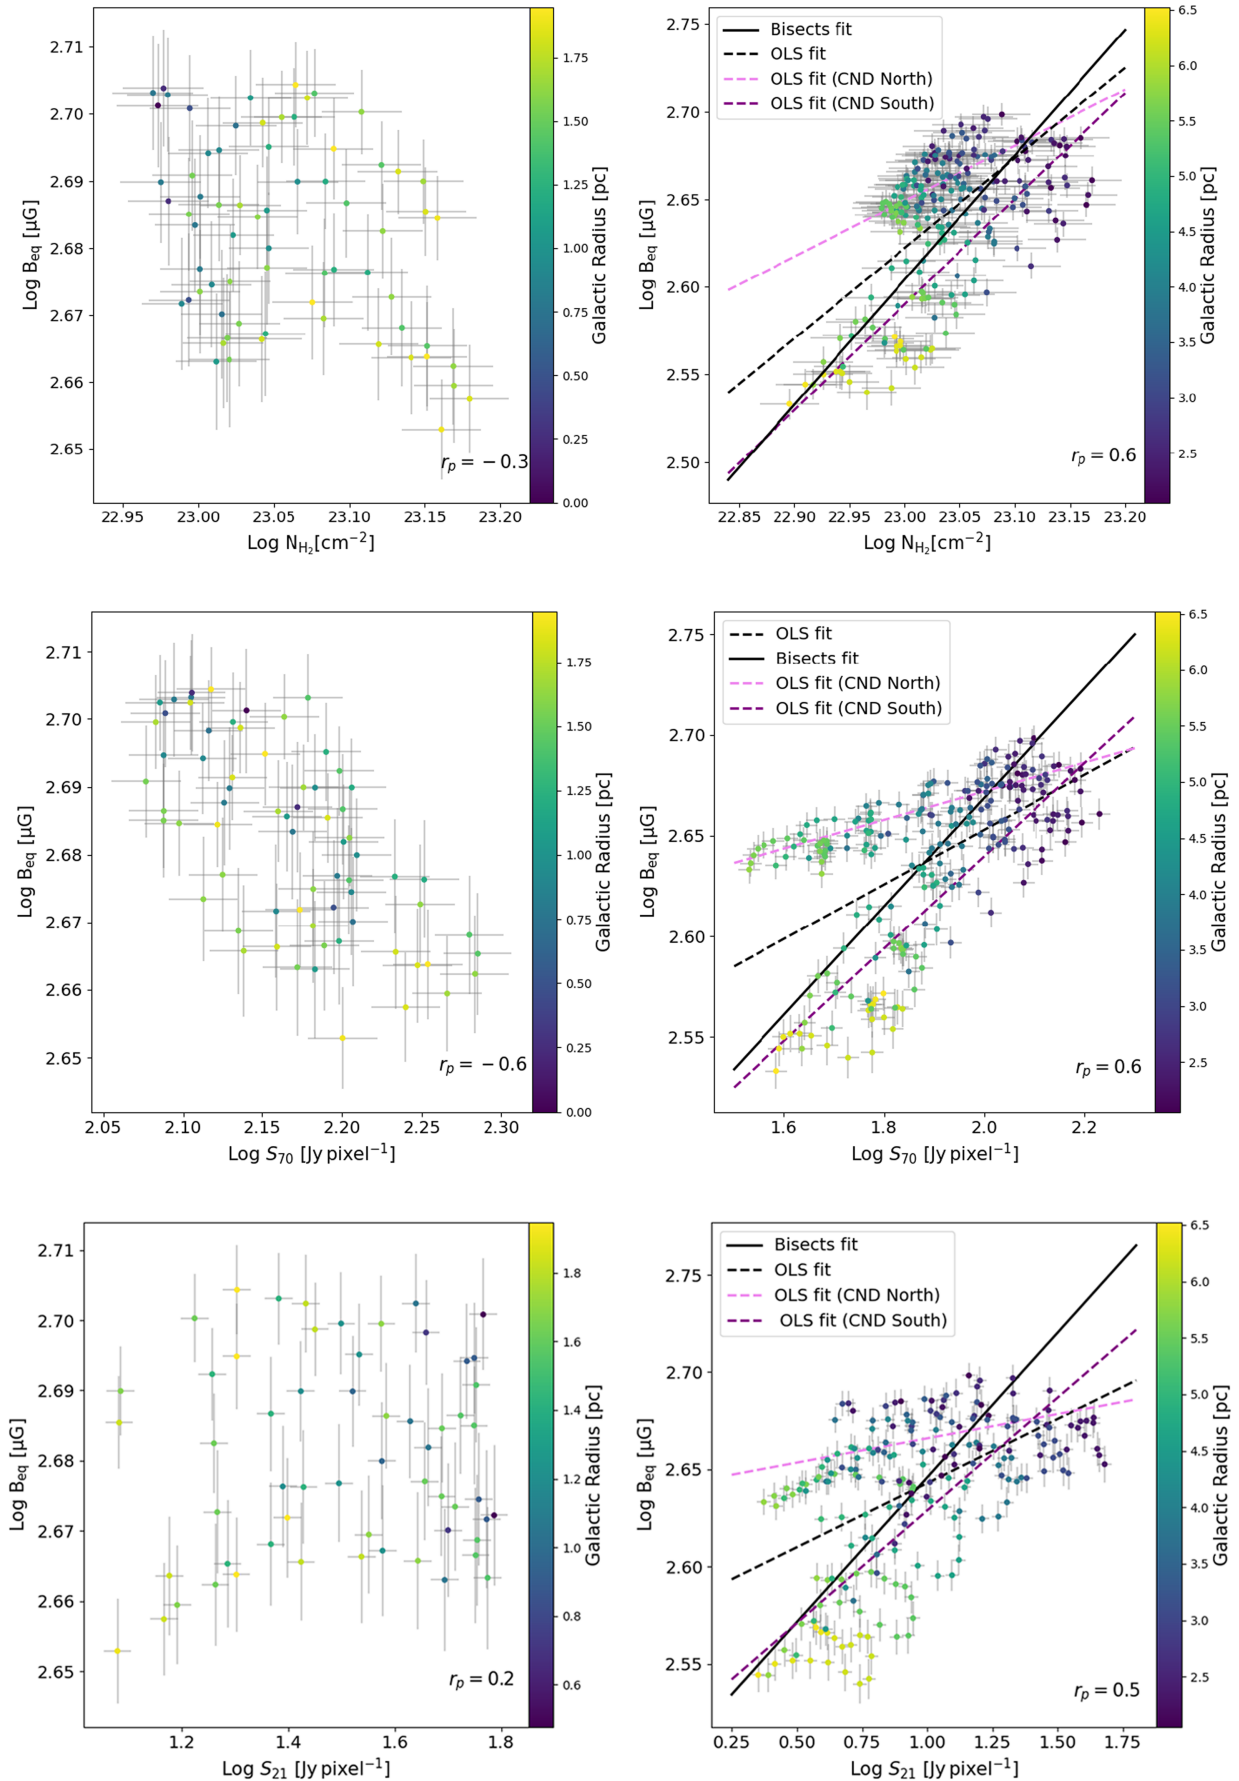 2.71
2.70
2.69
2.68
2.67
2.66
2.65
Log B_eq [μG]
r_p = −0.3
22.95 23.00 23.05 23.10 23.15 23.20
Log N_H₂[cm⁻²]
1.75
1.50
1.25
1.00
0.75
0.50
0.25
0.00
Galactic Radius [pc]
2.75
2.70
2.65
2.60
2.55
2.50
Log B_eq [μG]
Bisects fit
OLS fit
OLS fit (CND North)
OLS fit (CND South)
r_p = 0.6
22.85 22.90 22.95 23.00 23.05 23.10 23.15 23.20
Log N_H₂[cm⁻²]
6.5
6.0
5.5
5.0
4.5
4.0
3.5
3.0
2.5
Galactic Radius [pc]
2.71
2.70
2.69
2.68
2.67
2.66
2.65
Log B_eq [μG]
r_p = −0.6
2.05 2.10 2.15 2.20 2.25 2.30
Log S₇₀ [Jy pixel⁻¹]
1.75
1.50
1.25
1.00
0.75
0.50
0.25
0.00
Galactic Radius [pc]
2.75
2.70
2.65
2.60
2.55
Log B_eq [μG]
OLS fit
Bisects fit
OLS fit (CND North)
OLS fit (CND South)
r_p = 0.6
1.6 1.8 2.0 2.2
Log S₇₀ [Jy pixel⁻¹]
6.5
6.0
5.5
5.0
4.5
4.0
3.5
3.0
2.5
Galactic Radius [pc]
2.71
2.70
2.69
2.68
2.67
2.66
2.65
Log B_eq [μG]
r_p = 0.2
1.2 1.4 1.6 1.8
Log S₂₁ [Jy pixel⁻¹]
1.8
1.6
1.4
1.2
1.0
0.8
0.6
Galactic Radius [pc]
2.75
2.70
2.65
2.60
2.55
Log B_eq [μG]
Bisects fit
OLS fit
OLS fit (CND North)
OLS fit (CND South)
r_p = 0.5
0.25 0.50 0.75 1.00 1.25 1.50 1.75
Log S₂₁ [Jy pixel⁻¹]
6.5
6.0
5.5
5.0
4.5
4.0
3.5
3.0
2.5
Galactic Radius [pc]